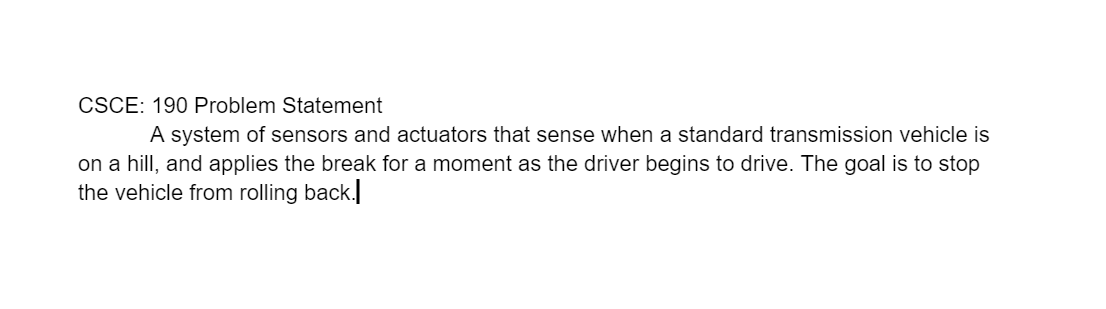 CSCE: 190 Problem Statement
A system of sensors and actuators that sense when a standard transmission vehicle is
on a hill, and applies the break for a moment as the driver begins to drive. The goal is to stop
the vehicle from rolling back.